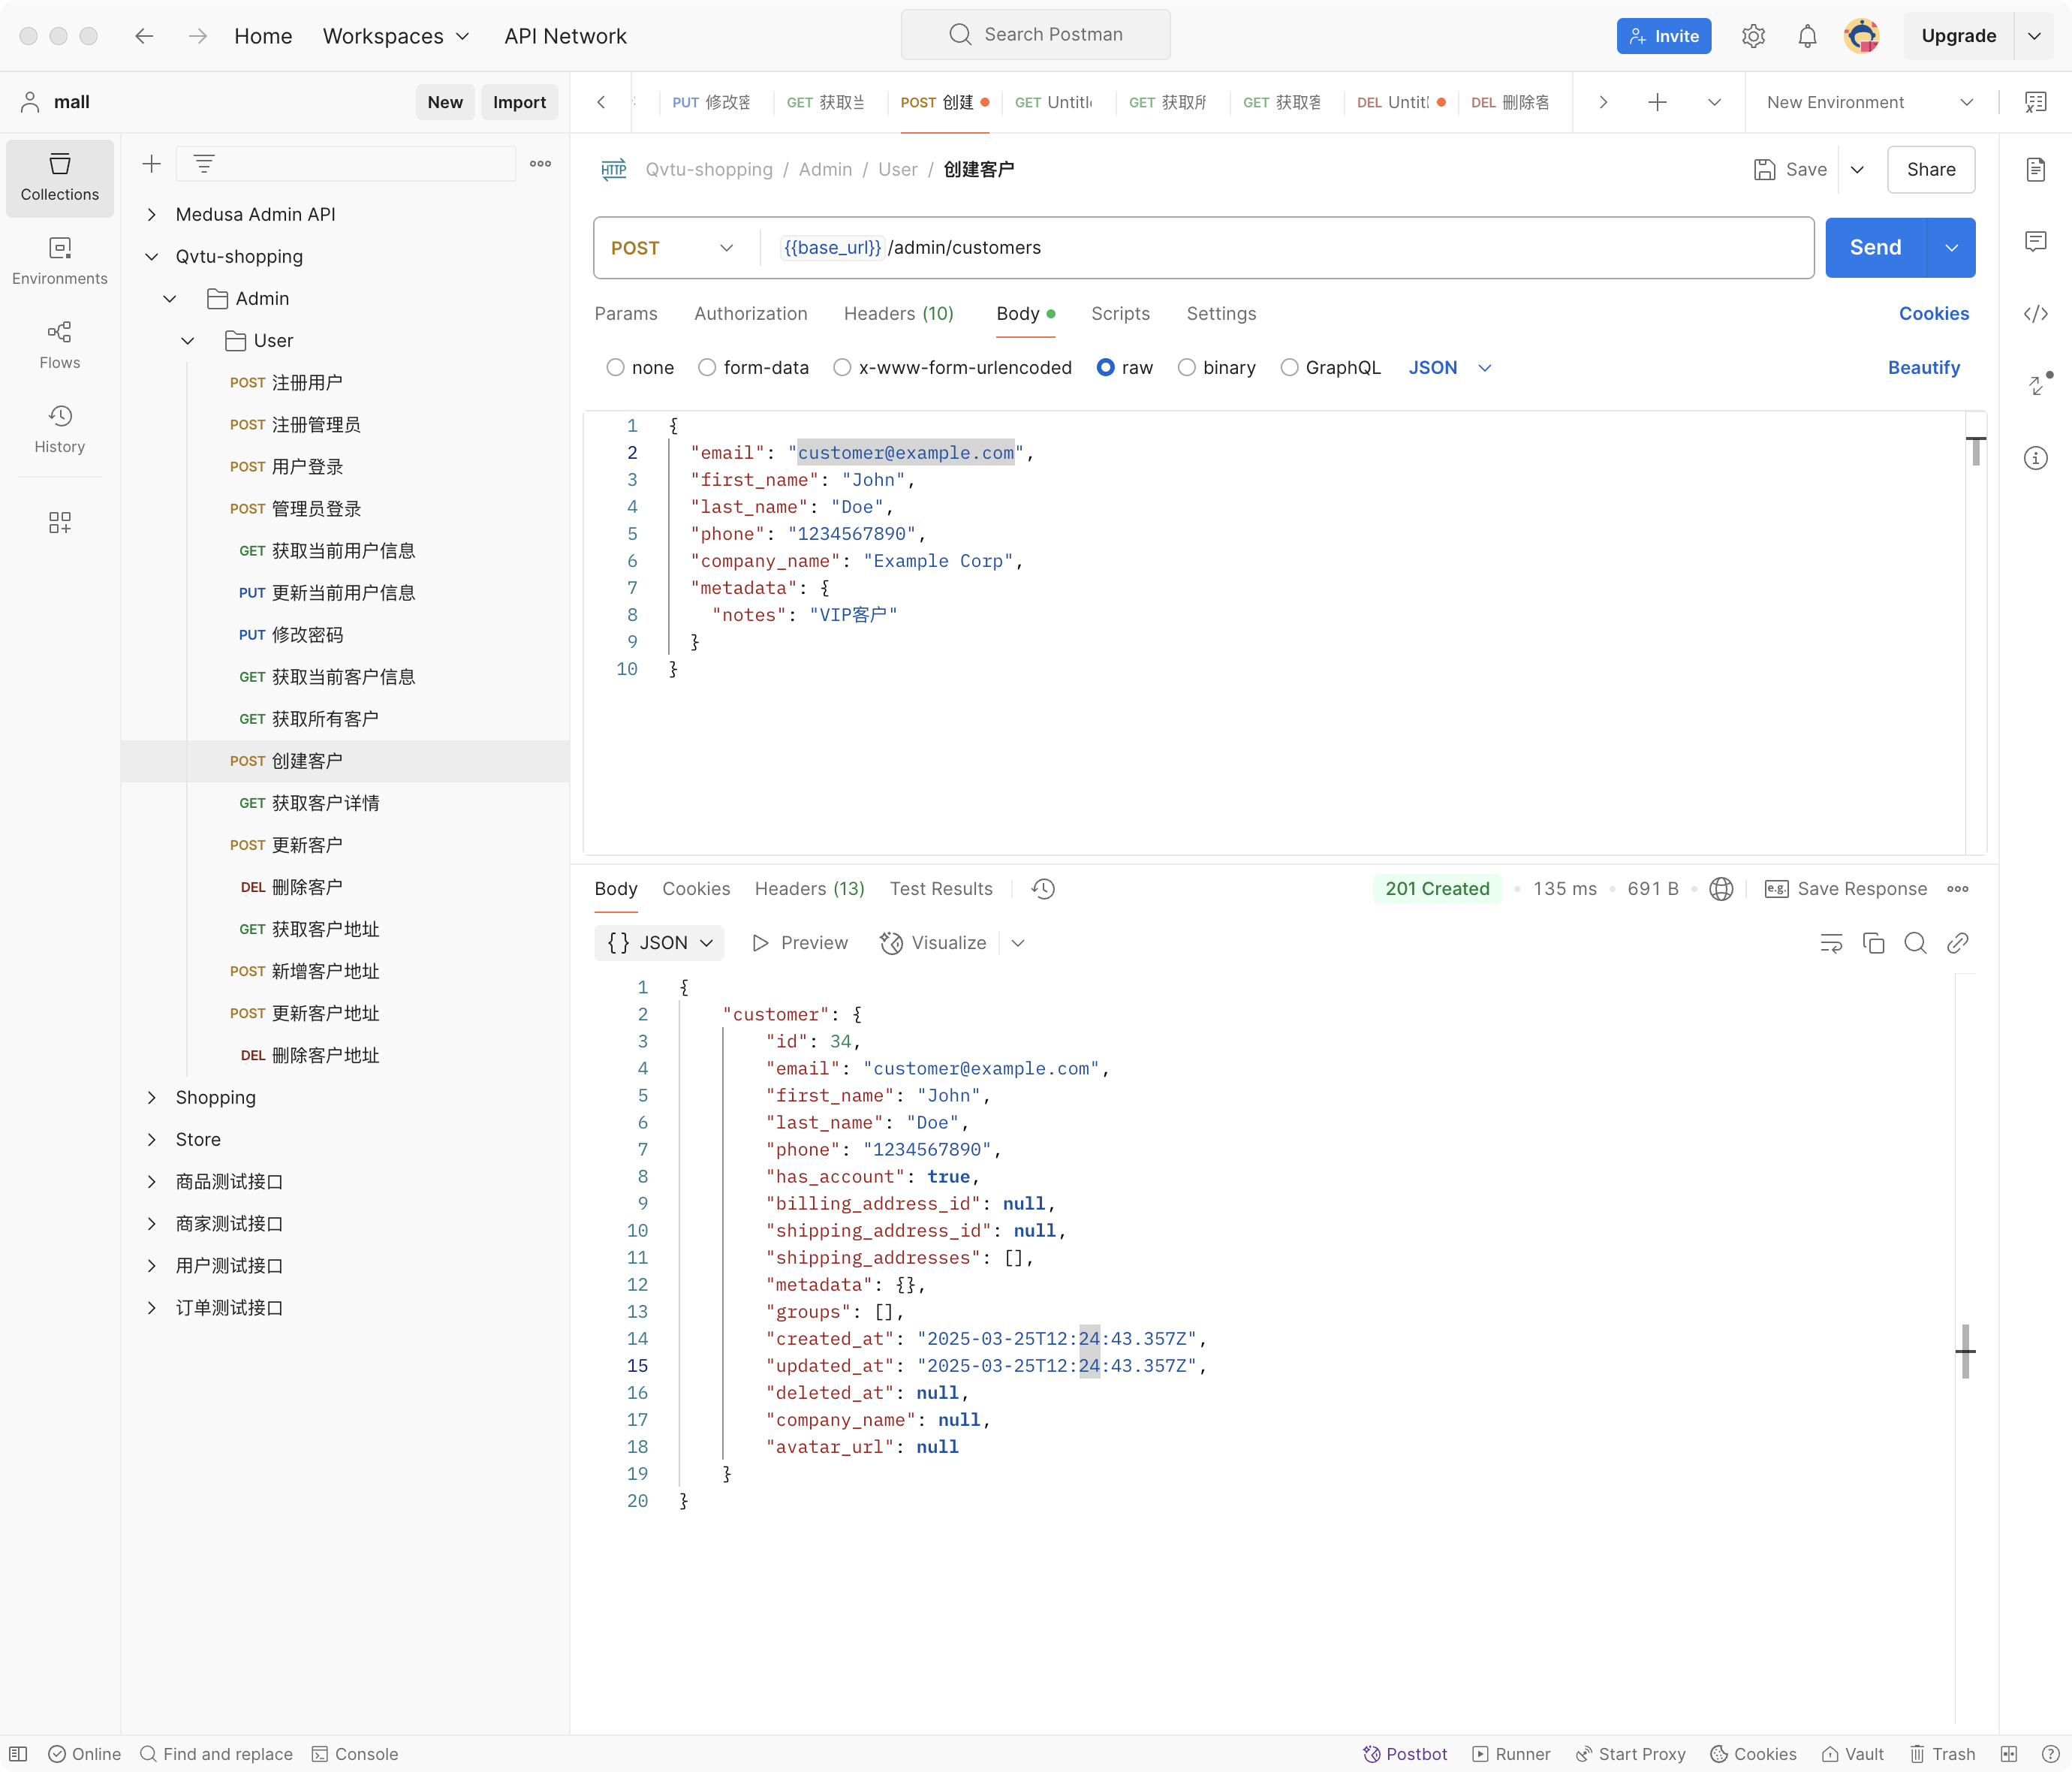 Home Workspaces API Network Search Postman Invite Upgrade
mall New Import
PUT 修改密 GET 获取当 POST 创建 GET Untitl GET 获取所 GET 获取客 DEL Untitl DEL 删除客 New Environment
Collections
Environments
Flows
History
Medusa Admin API
Qvtu-shopping
Admin
User
POST 注册用户
POST 注册管理员
POST 用户登录
POST 管理员登录
GET 获取当前用户信息
PUT 更新当前用户信息
PUT 修改密码
GET 获取当前客户信息
GET 获取所有客户
POST 创建客户
GET 获取客户详情
POST 更新客户
DEL 删除客户
GET 获取客户地址
POST 新增客户地址
POST 更新客户地址
DEL 删除客户地址
Shopping
Store
商品测试接口
商家测试接口
用户测试接口
订单测试接口
HTTP Qvtu-shopping / Admin / User / 创建客户 Save Share
POST {{base_url}}/admin/customers Send
Params Authorization Headers (10) Body Scripts Settings Cookies
none form-data x-www-form-urlencoded raw binary GraphQL JSON Beautify
1 {
2 "email": "customer@example.com",
3 "first_name": "John",
4 "last_name": "Doe",
5 "phone": "1234567890",
6 "company_name": "Example Corp",
7 "metadata": {
8 "notes": "VIP客户"
9 }
10 }
Body Cookies Headers (13) Test Results 201 Created 135 ms 691 B e.g. Save Response
{} JSON Preview Visualize
1 {
2 "customer": {
3 "id": 34,
4 "email": "customer@example.com",
5 "first_name": "John",
6 "last_name": "Doe",
7 "phone": "1234567890",
8 "has_account": true,
9 "billing_address_id": null,
10 "shipping_address_id": null,
11 "shipping_addresses": [],
12 "metadata": {},
13 "groups": [],
14 "created_at": "2025-03-25T12:24:43.357Z",
15 "updated_at": "2025-03-25T12:24:43.357Z",
16 "deleted_at": null,
17 "company_name": null,
18 "avatar_url": null
19 }
20 }
Online Find and replace Console Postbot Runner Start Proxy Cookies Vault Trash